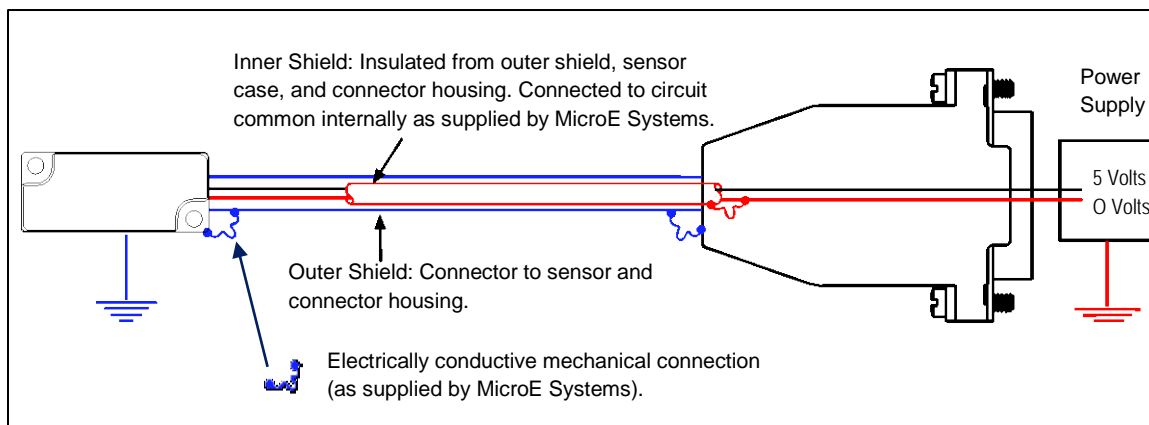 Inner Shield: Insulated from outer shield, sensor
case, and connector housing. Connected to circuit
common internally as supplied by MicroE Systems.
Power
Supply
5 Volts
O Volts
Outer Shield: Connector to sensor and
connector housing.
Electrically conductive mechanical connection
(as supplied by MicroE Systems).